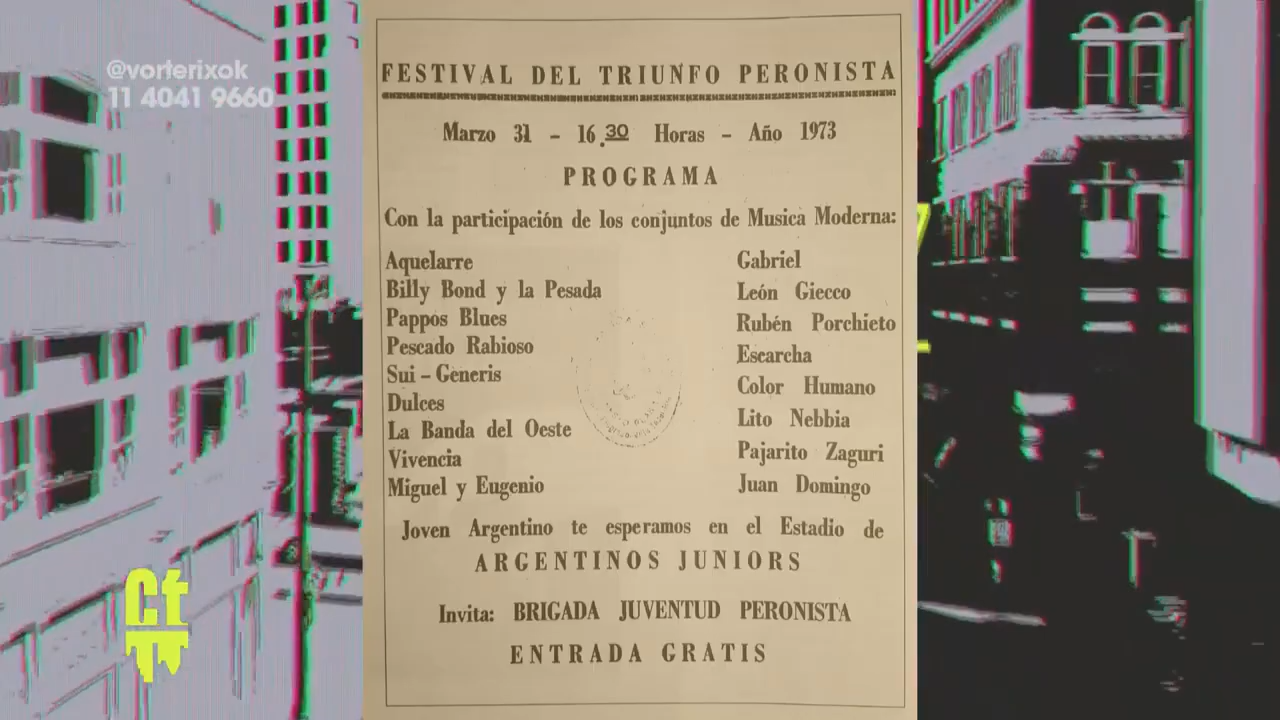 @vorterixok
11 4041 9660
FESTIVAL DEL TRIUNFO PERONISTA
Marzo 31 - 16.30 Horas - Año 1973
PROGRAMA
Con la participación de los conjuntos de Musica Moderna:
Aquelarre
Billy Bond y la Pesada
Pappos Blues
Pescado Rabioso
Sui - Generis
Dulces
La Banda del Oeste
Vivencia
Miguel y Eugenio
Gabriel
León Giecco
Rubén Porchieto
Escarcha
Color Humano
Lito Nebbia
Pajarito Zaguri
Juan Domingo
Joven Argentino te esperamos en el Estadio de
ARGENTINOS JUNIORS
Invita: BRIGADA JUVENTUD PERONISTA
ENTRADA GRATIS
Ct